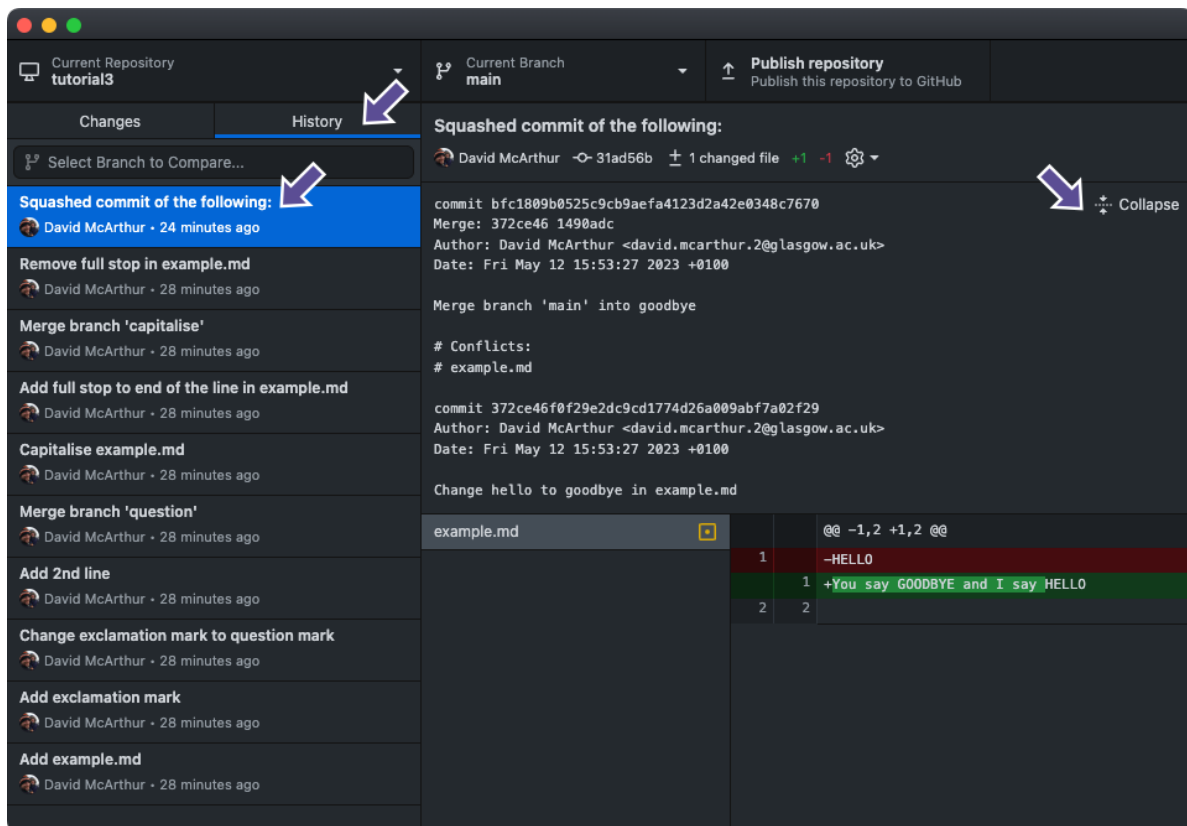 Current Repository
tutorial3
Current Branch
main
Publish repository
Publish this repository to GitHub
Changes
History
Select Branch to Compare...
Squashed commit of the following:
David McArthur • 24 minutes ago
Remove full stop in example.md
David McArthur • 28 minutes ago
Merge branch 'capitalise'
David McArthur • 28 minutes ago
Add full stop to end of the line in example.md
David McArthur • 28 minutes ago
Capitalise example.md
David McArthur • 28 minutes ago
Merge branch 'question'
David McArthur • 28 minutes ago
Add 2nd line
David McArthur • 28 minutes ago
Change exclamation mark to question mark
David McArthur • 28 minutes ago
Add exclamation mark
David McArthur • 28 minutes ago
Add example.md
David McArthur • 28 minutes ago
Squashed commit of the following:
David McArthur 31ad56b 1 changed file +1 -1
Collapse
commit bfc1809b0525c9cb9aefa4123d2a42e0348c7670
Merge: 372ce46 1490adc
Author: David McArthur <david.mcarthur.2@glasgow.ac.uk>
Date: Fri May 12 15:53:27 2023 +0100
Merge branch 'main' into goodbye
# Conflicts:
# example.md
commit 372ce46f0f29e2dc9cd1774d26a009abf7a02f29
Author: David McArthur <david.mcarthur.2@glasgow.ac.uk>
Date: Fri May 12 15:53:27 2023 +0100
Change hello to goodbye in example.md
example.md
@@ -1,2 +1,2 @@
1 -HELLO
1 +You say GOODBYE and I say HELLO
2 2